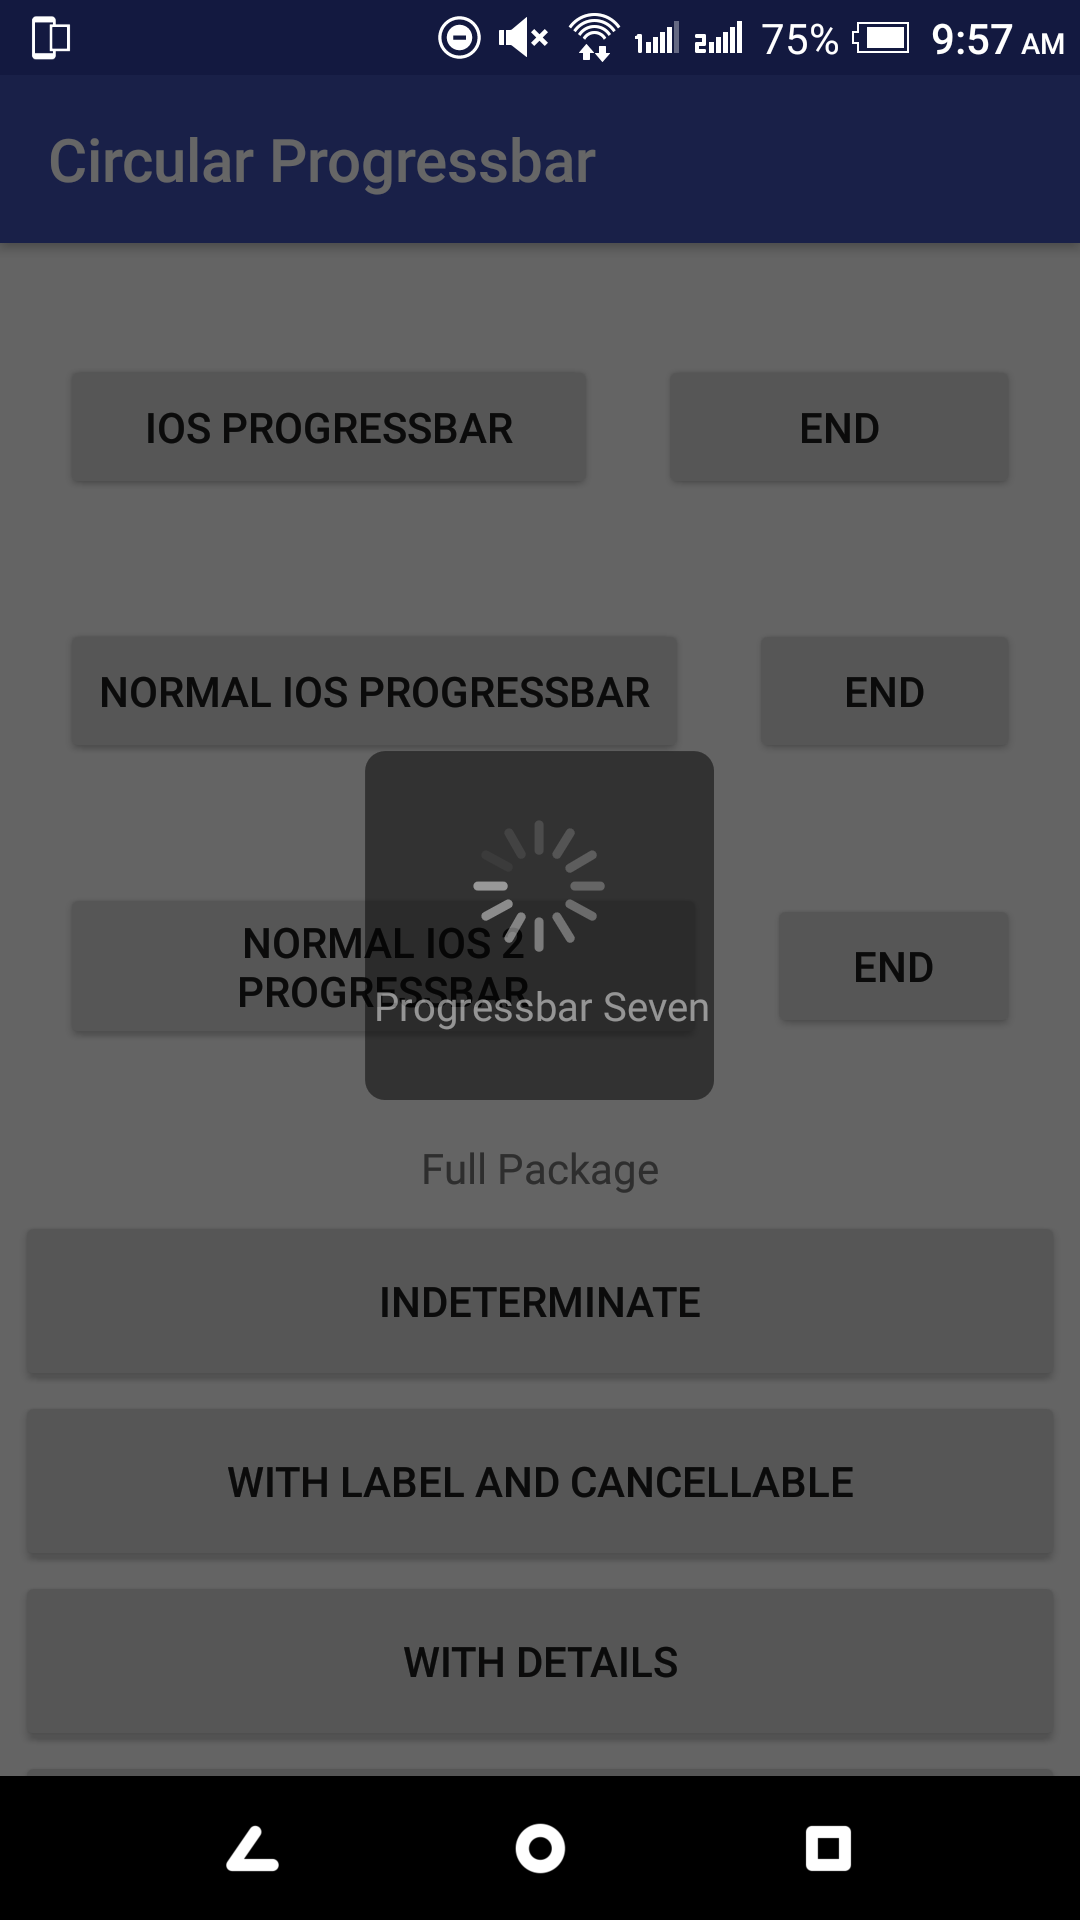 75% 9:57 AM
Circular Progressbar
IOS PROGRESSBAR END
NORMAL IOS PROGRESSBAR END
NORMAL IOS 2
PROGRESSBAR
END
Progressbar Seven
Full Package
INDETERMINATE
WITH LABEL AND CANCELLABLE
WITH DETAILS